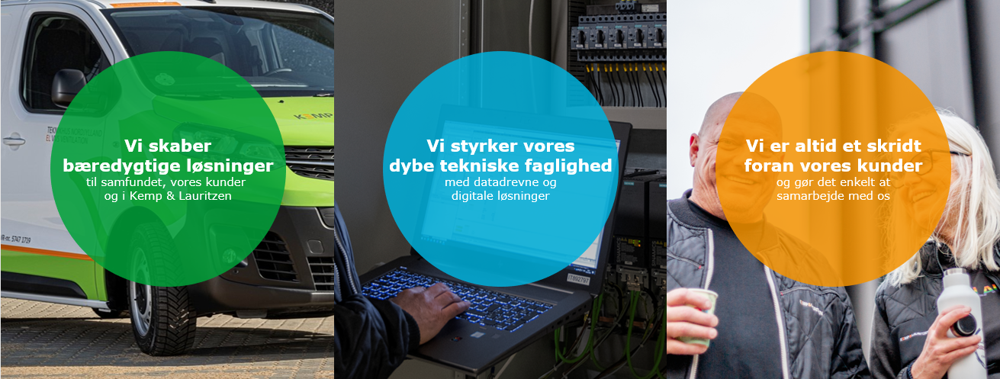 Vi skaber
bæredygtige løsninger
til samfundet, vores kunder
og i Kemp & Lauritzen
KEMP
Vi styrker vores
dybe tekniske faglighed
med datadrevne og
digitale løsninger
Vi er altid et skridt
foran vores kunder
og gør det enkelt at
samarbejde med os